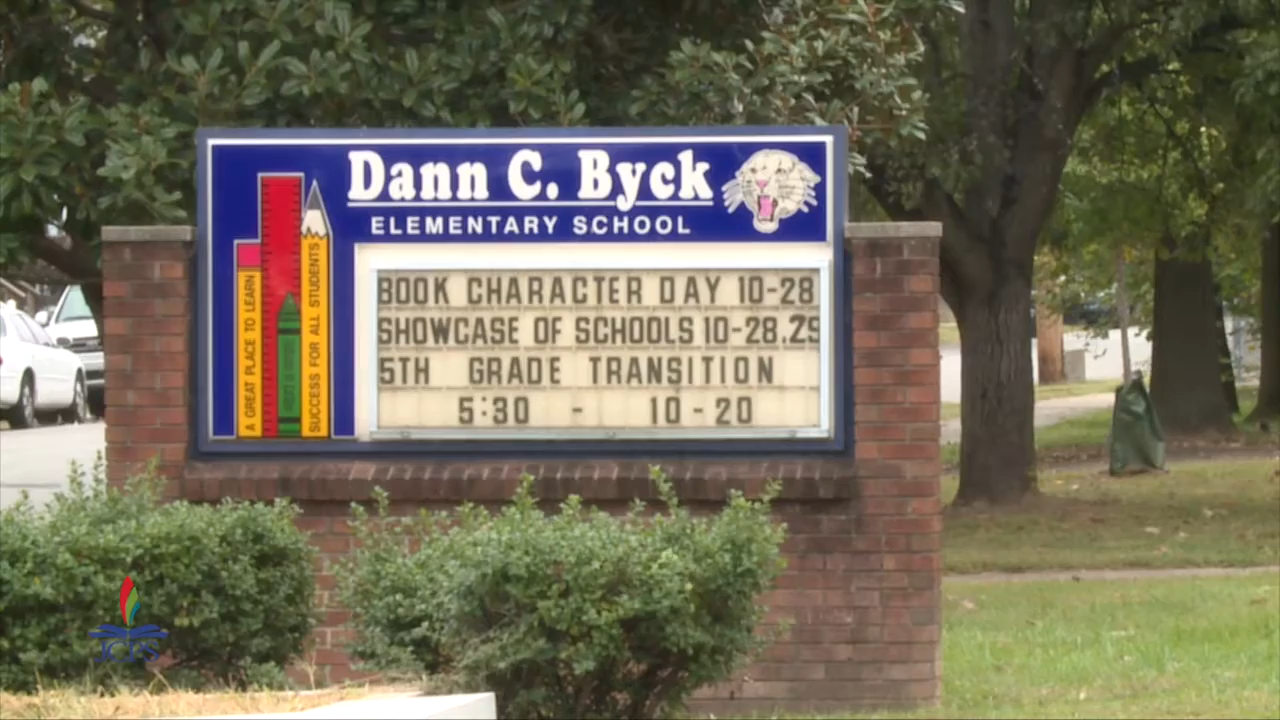 Dann C. Byck
ELEMENTARY SCHOOL
A GREAT PLACE TO LEARN
SUCCESS FOR ALL STUDENTS
BOOK CHARACTER DAY 10-28
SHOWCASE OF SCHOOLS 10-28.29
5TH GRADE TRANSITION
5:30 - 10-20
JCPS